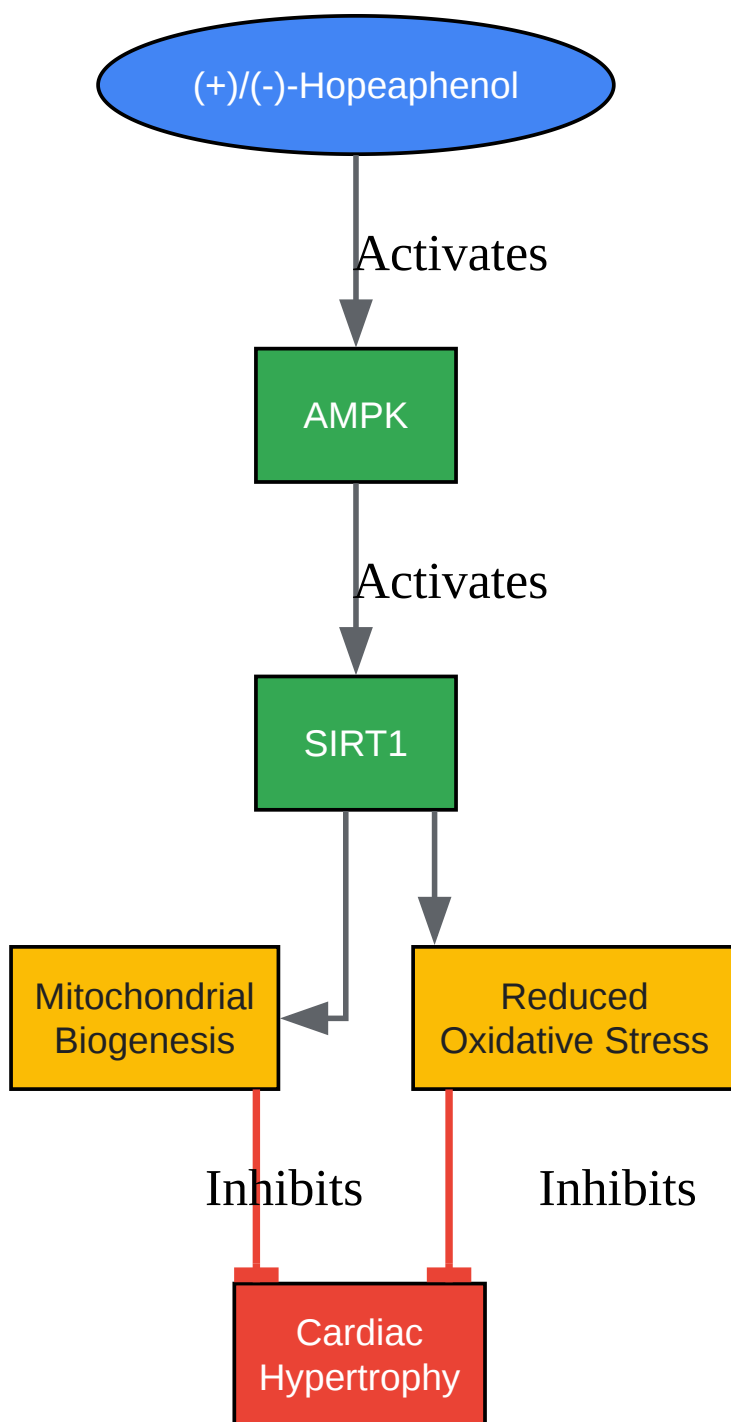 (+)/(-)-Hopeaphenol
Activates
AMPK
Activates
SIRT1
Mitochondrial
Biogenesis
Reduced
Oxidative Stress
Inhibits
Inhibits
Cardiac
Hypertrophy